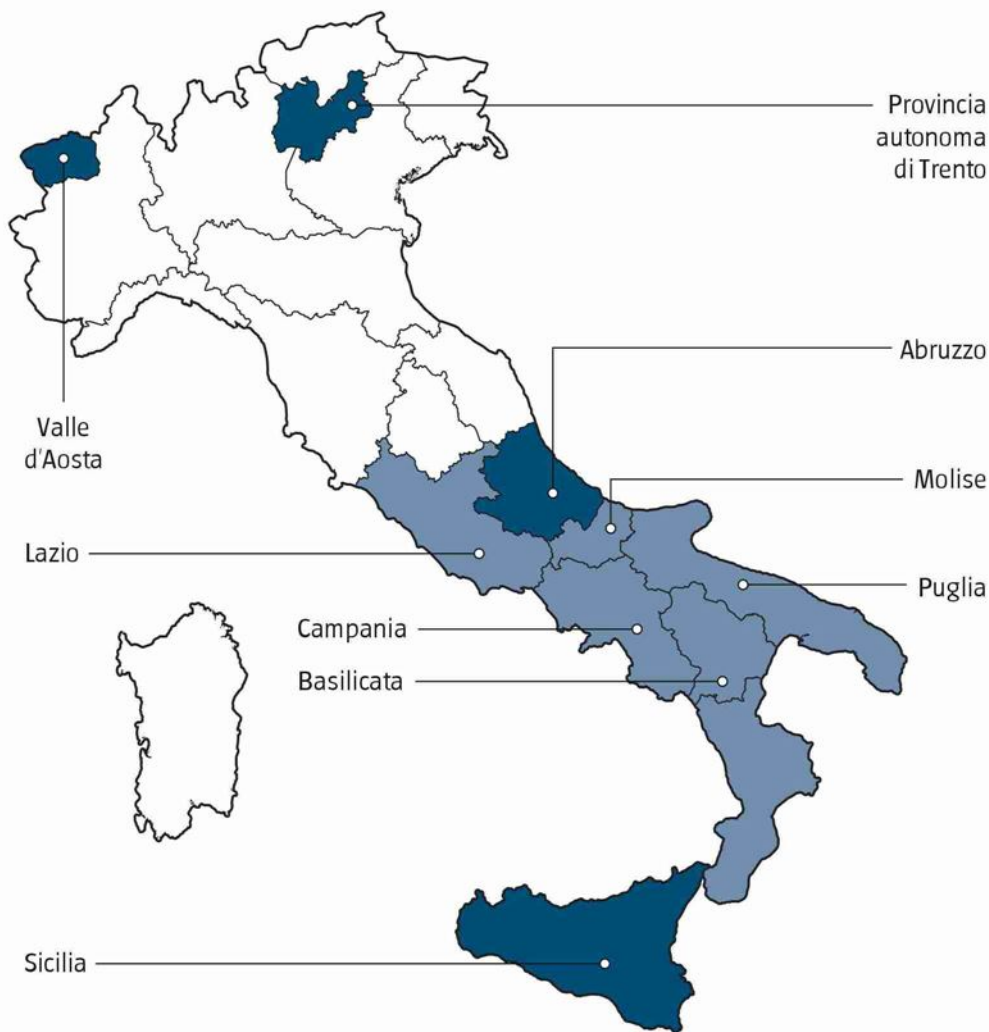 Provincia
autonoma
di Trento
Abruzzo
Valle
d'Aosta
Molise
Lazio
Puglia
Campania
Basilicata
Sicilia